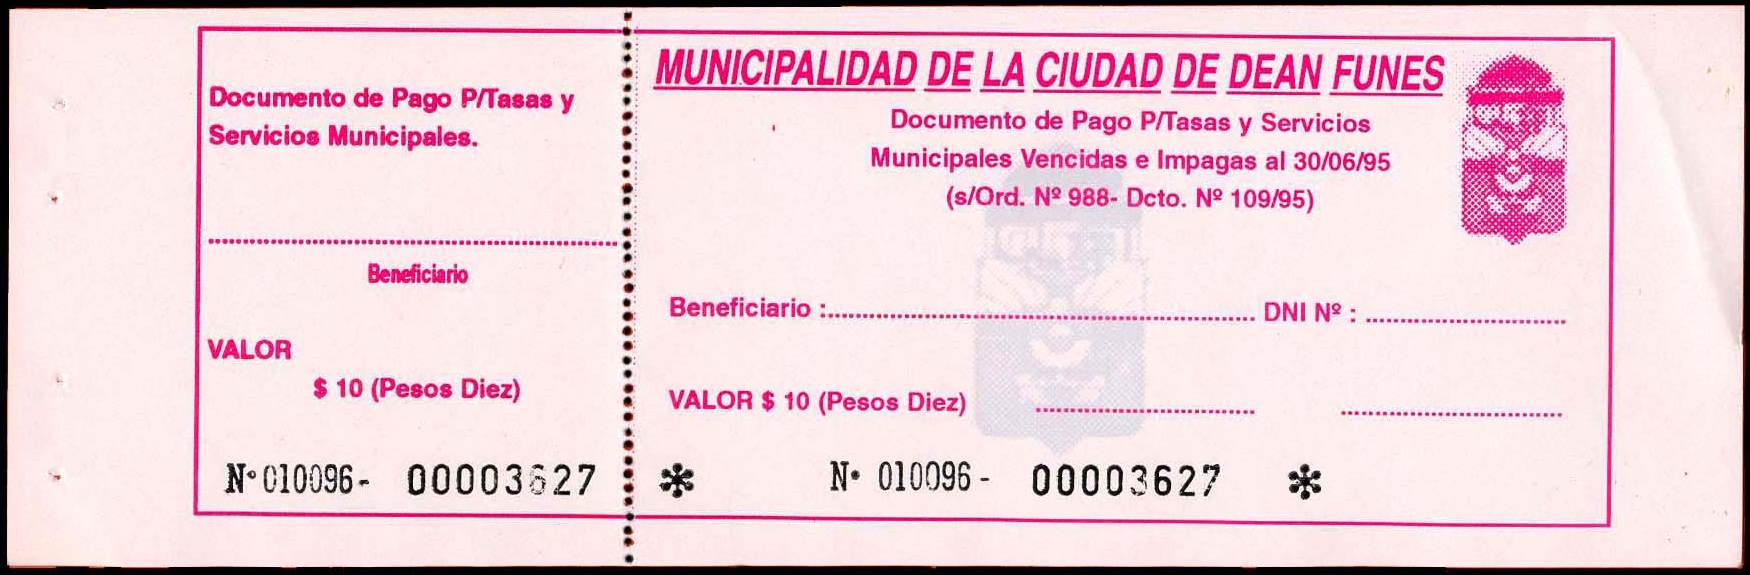 Documento de Pago P/Tasas y
Servicios Municipales.
Beneficiario
VALOR
$ 10 (Pesos Diez)
Nº 010096- 00003627
MUNICIPALIDAD DE LA CIUDAD DE DEAN FUNES
Documento de Pago P/Tasas y Servicios
Municipales Vencidas e Impagas al 30/06/95
(s/Ord. Nº 988- Dcto. Nº 109/95)
Beneficiario :.......... DNI Nº : ..........
VALOR $ 10 (Pesos Diez) .......... ..........
* Nº 010096 - 00003627 *